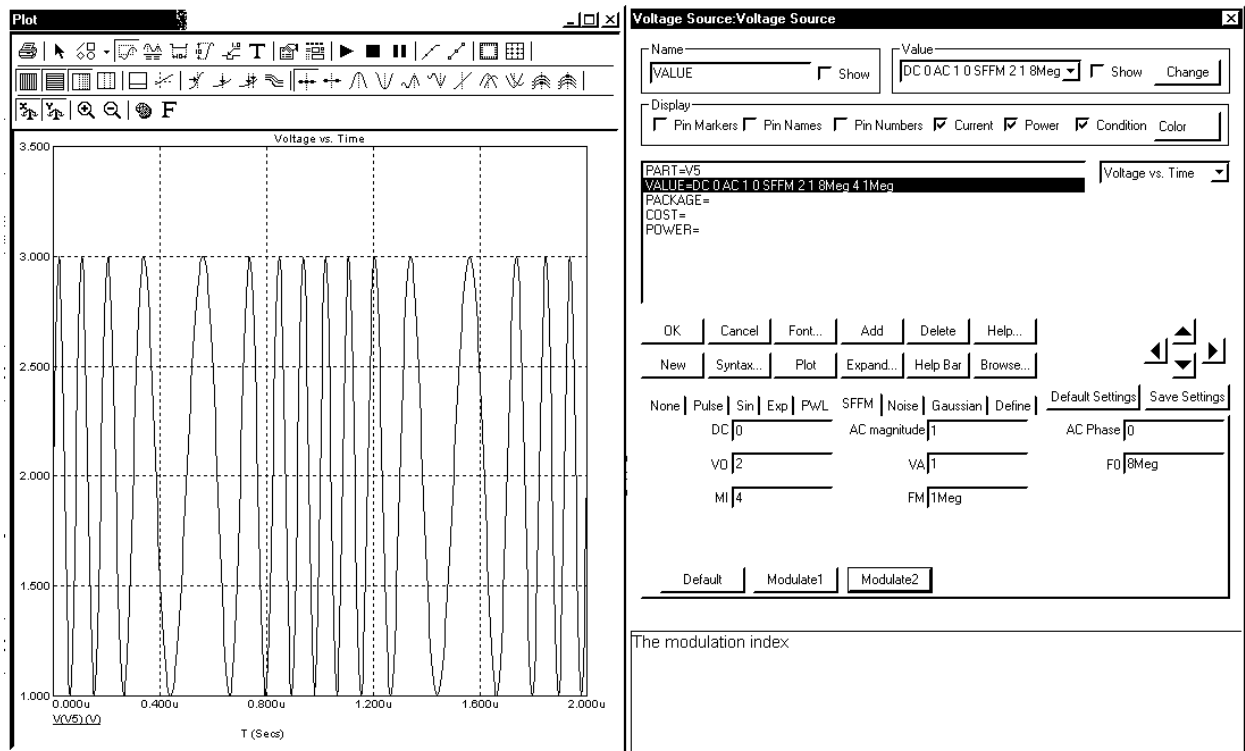 Plot
T
F
Voltage vs. Time
3.500
3.000
2.500
2.000
1.500
1.000
0.000u 0.400u 0.800u 1.200u 1.600u 2.000u
V(V5) (V)
T (Secs)
Voltage Source:Voltage Source
Name
VALUE
Show
Value
DC 0 AC 1 0 SFFM 2 1 8Meg
Show
Change
Display
Pin Markers Pin Names Pin Numbers Current Power Condition Color
PART=V5
VALUE=DC 0 AC 1 0 SFFM 2 1 8Meg 4 1Meg
PACKAGE=
COST=
POWER=
Voltage vs. Time
OK Cancel Font... Add Delete Help...
New Syntax... Plot Expand... Help Bar Browse...
None Pulse Sin Exp PWL SFFM Noise Gaussian Define
Default Settings Save Settings
DC 0 AC magnitude 1 AC Phase 0
VO 2 VA 1 F0 8Meg
MI 4 FM 1Meg
Default Modulate1 Modulate2
The modulation index